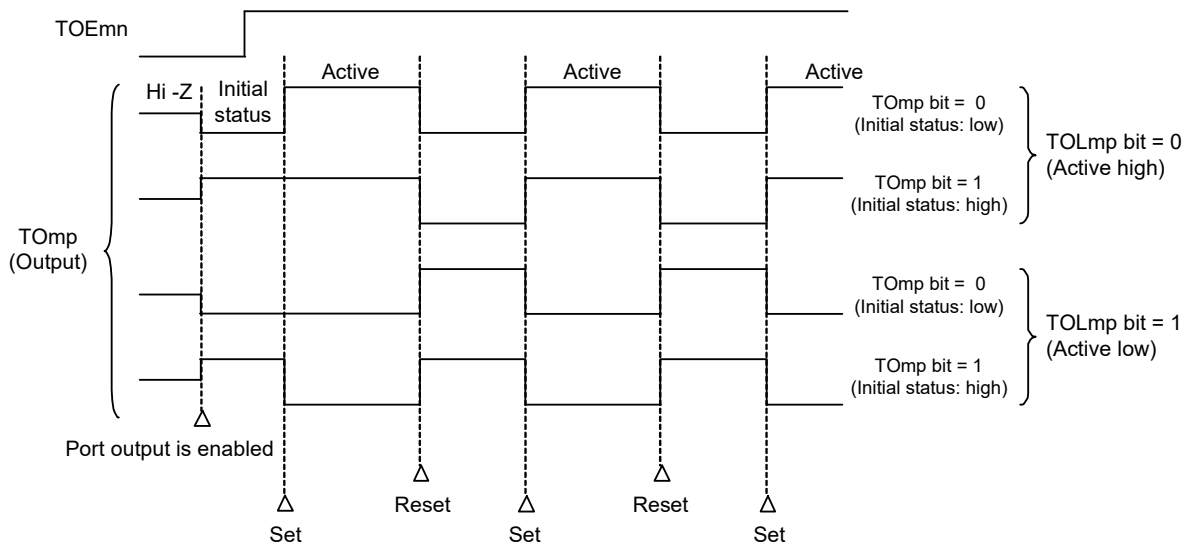 TOEmn
Active
Active
Active
Hi -Z
Initial
status
TOmp bit = 0
(Initial status: low)
TOLmp bit = 0
(Active high)
TOmp bit = 1
(Initial status: high)
TOmp
(Output)
TOmp bit = 0
(Initial status: low)
TOLmp bit = 1
(Active low)
TOmp bit = 1
(Initial status: high)
Port output is enabled
Reset
Reset
Set
Set
Set